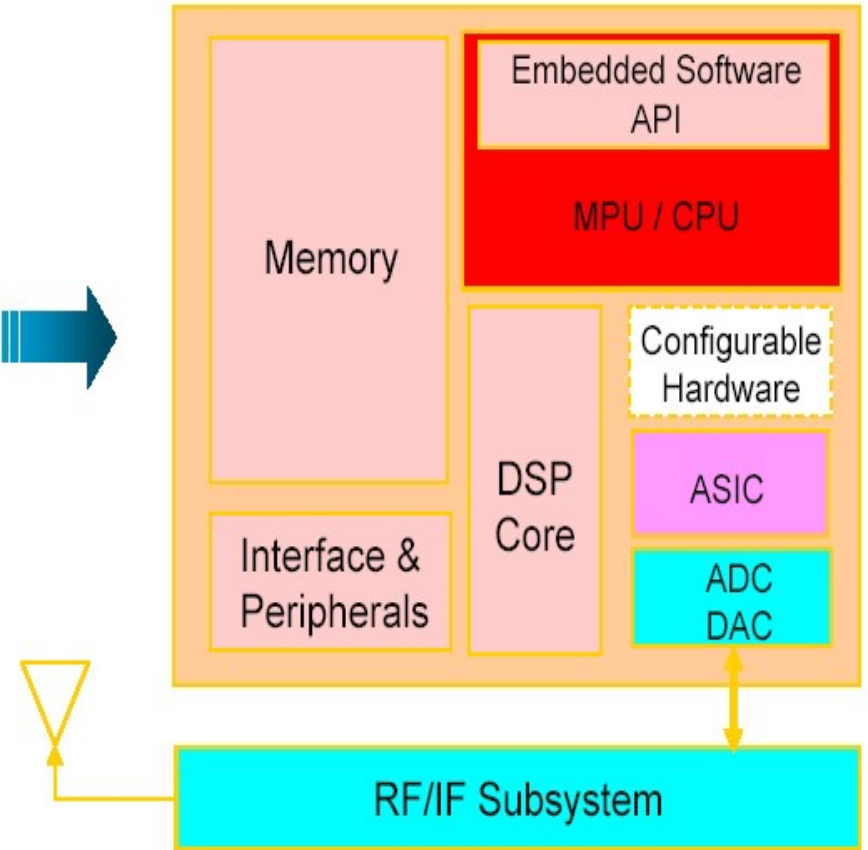 Embedded Software
API
MPU / CPU
Memory
Configurable
Hardware
DSP
Core
ASIC
Interface &
Peripherals
ADC
DAC
RF/IF Subsystem